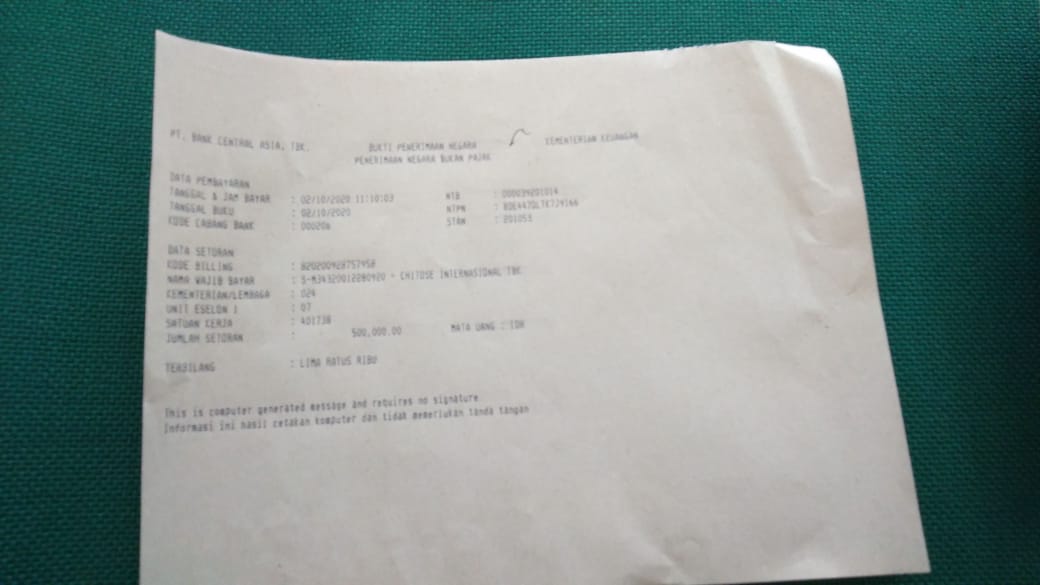 PT. BANK CENTRAL ASIA, TBK. BUKTI PENERIMAAN NEGARA KEMENTERIAN KEUANGAN
PENERIMAAN NEGARA BUKAN PAJAK
DATA PEMBAYARAN
TANGGAL & JAM BAYAR : 02/10/2020 11:10:03 NTB : 000039201014
TANGGAL BUKU : 02/10/2020 NTPN :
KODE CABANG BANK : 000206 STAN : 201053
DATA SETORAN
KODE BILLING : 820200928757958
NAMA WAJIB BAYAR : - CHITOSE INTERNASIONAL TBK
KEMENTERIAN/LEMBAGA : 024
UNIT ESELON I : 07
SATUAN KERJA : 401738
JUMLAH SETORAN : 500,000.00 MATA UANG : IDR
TERBILANG : LIMA RATUS RIBU
This is computer generated message and requires no signature
Informasi ini hasil cetakan komputer dan tidak memerlukan tanda tangan